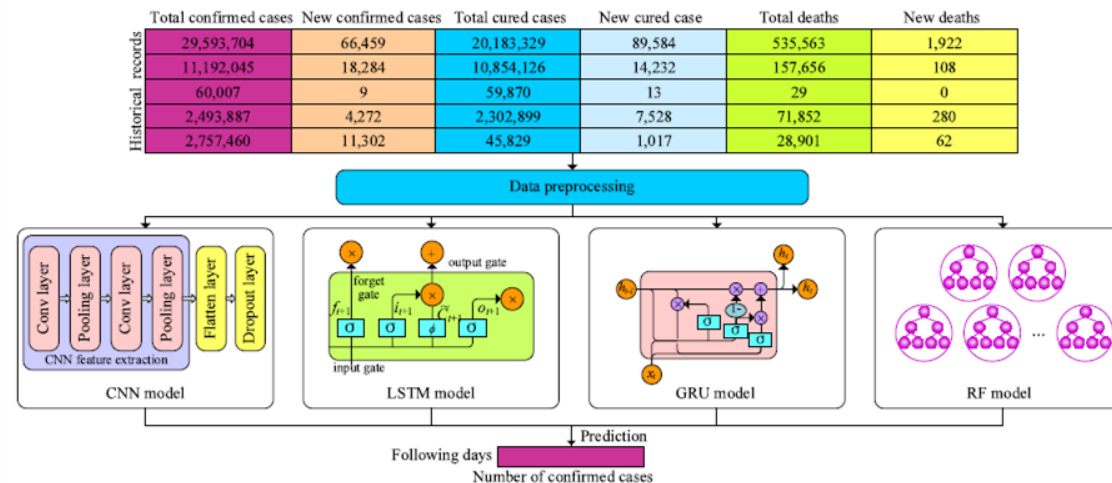 Total confirmed cases New confirmed cases Total cured cases New cured case Total deaths New deaths
Historical records
29,593,704 66,459 20,183,329 89,584 535,563 1,922
11,192,045 18,284 10,854,126 14,232 157,656 108
60,007 9 59,870 13 29 0
2,493,887 4,272 2,302,899 7,528 71,852 280
2,757,460 11,302 45,829 1,017 28,901 62
Data preprocessing
Conv layer
Pooling layer
Conv layer
Pooling layer
Flatten layer
Dropout layer
CNN feature extraction
CNN model
× +
output gate
forget
gate
× ×
f t+1 i t+1 C̃ t+1 o t+1
σ σ ϕ σ
input gate
LSTM model
h t
h t-1 × + h t
× 1- ×
σ σ σ
x t
GRU model
...
RF model
Prediction
Following days
Number of confirmed cases